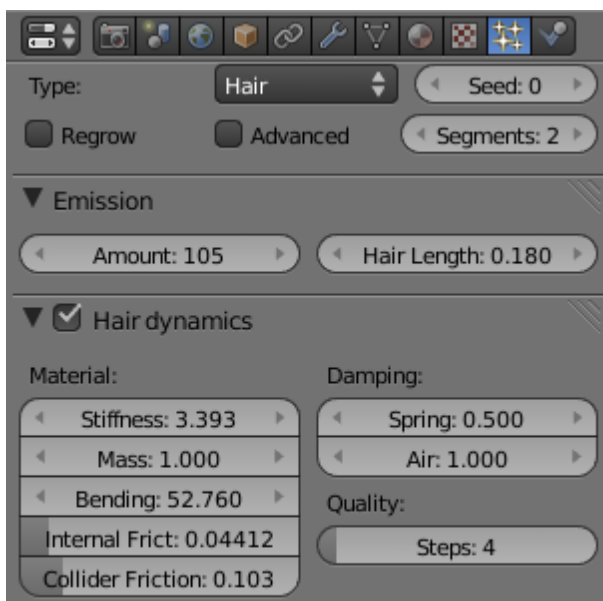 Type: Hair Seed: 0
Regrow Advanced Segments: 2
Emission
Amount: 105 Hair Length: 0.180
Hair dynamics
Material: Damping:
Stiffness: 3.393 Spring: 0.500
Mass: 1.000 Air: 1.000
Bending: 52.760 Quality:
Internal Frict: 0.04412 Steps: 4
Collider Friction: 0.103